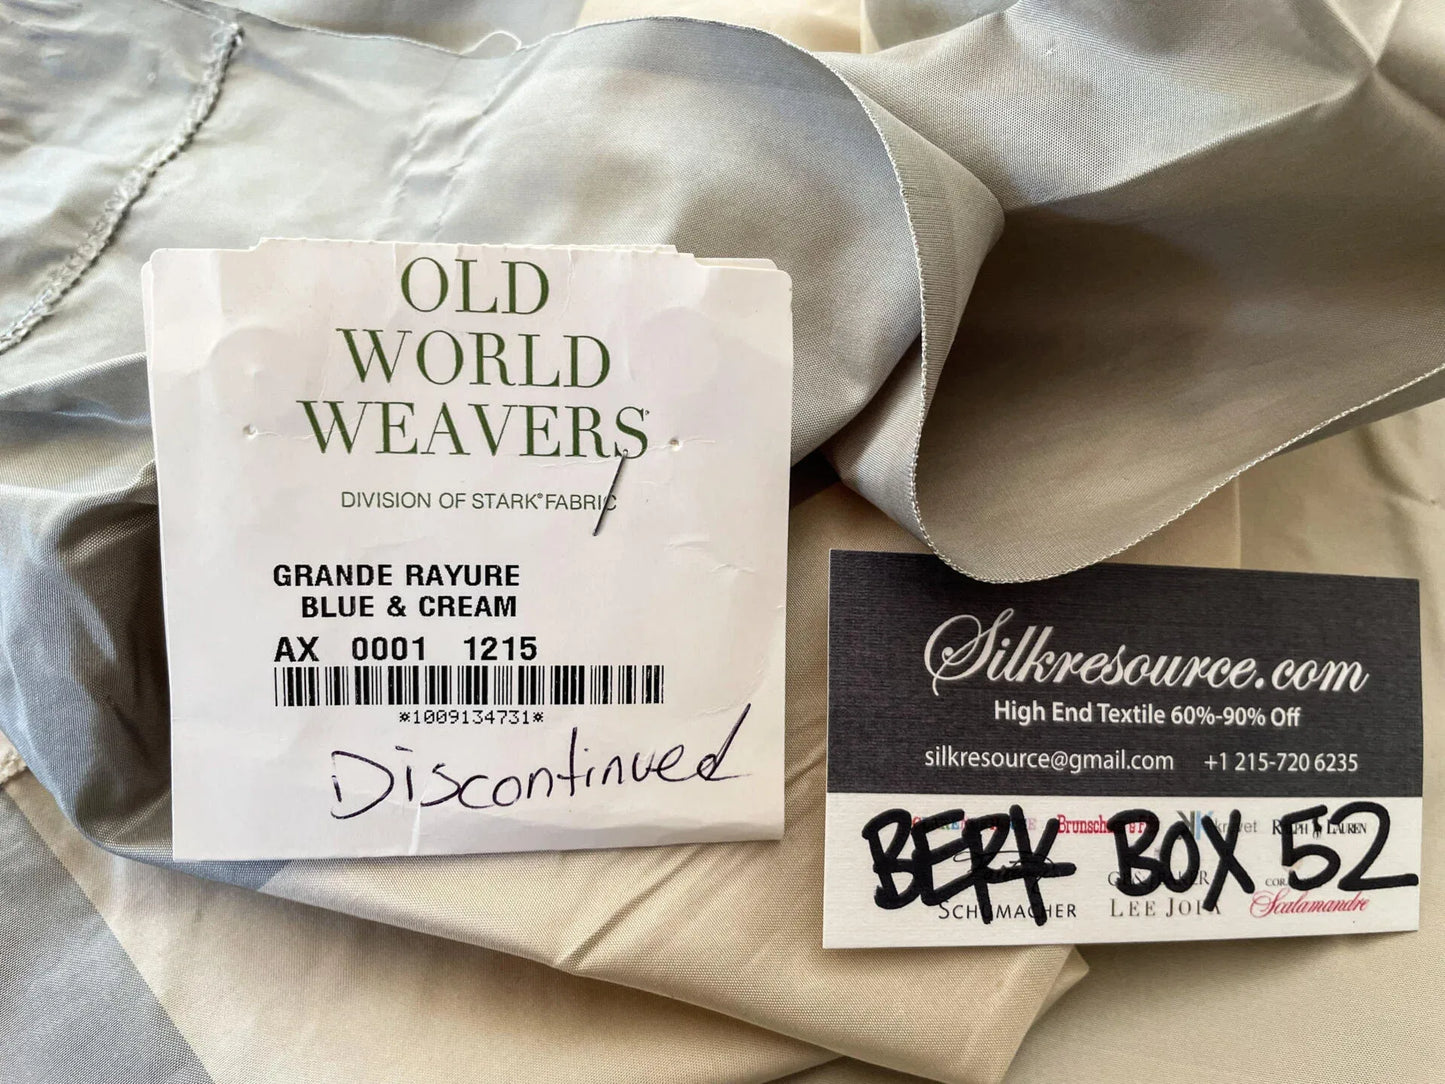 OLD
WORLD
WEAVERS
DIVISION OF STARK® FABRIC
GRANDE RAYURE
BLUE & CREAM
AX 0001 1215
*1009134731*
Discontinued
Silkresource.com
High End Textile 60%-90% Off
silkresource@gmail.com +1 215-720 6235
RALPH LAUREN
BERK BOX 52
SCHUMACHER LEE JOFA Scalamandre